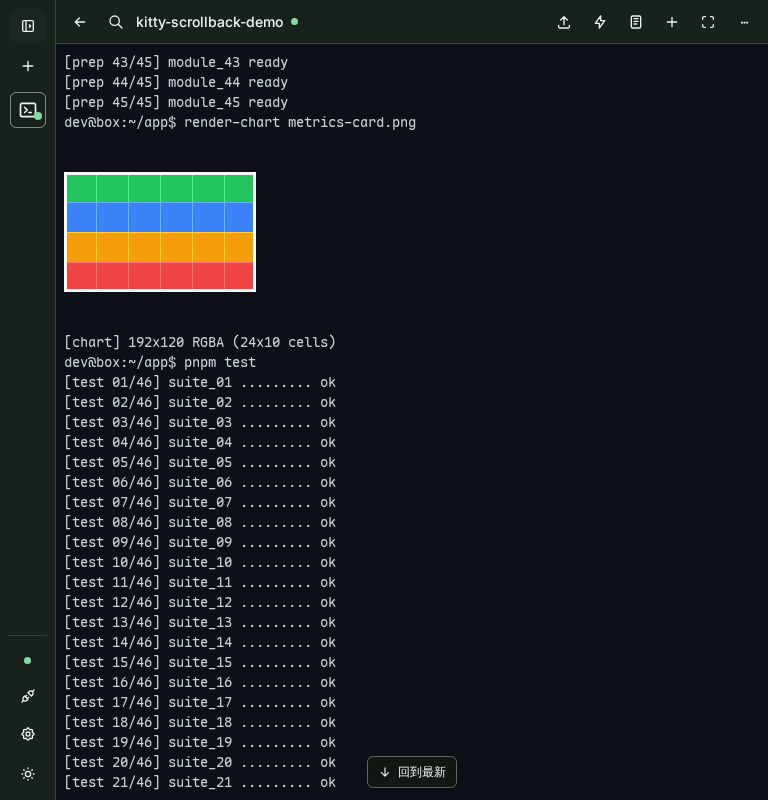 kitty-scrollback-demo
[prep 43/45] module_43 ready
[prep 44/45] module_44 ready
[prep 45/45] module_45 ready
dev@box:~/app$ render-chart metrics-card.png
[chart] 192x120 RGBA (24x10 cells)
dev@box:~/app$ pnpm test
[test 01/46] suite_01 ......... ok
[test 02/46] suite_02 ......... ok
[test 03/46] suite_03 ......... ok
[test 04/46] suite_04 ......... ok
[test 05/46] suite_05 ......... ok
[test 06/46] suite_06 ......... ok
[test 07/46] suite_07 ......... ok
[test 08/46] suite_08 ......... ok
[test 09/46] suite_09 ......... ok
[test 10/46] suite_10 ......... ok
[test 11/46] suite_11 ......... ok
[test 12/46] suite_12 ......... ok
[test 13/46] suite_13 ......... ok
[test 14/46] suite_14 ......... ok
[test 15/46] suite_15 ......... ok
[test 16/46] suite_16 ......... ok
[test 17/46] suite_17 ......... ok
[test 18/46] suite_18 ......... ok
[test 19/46] suite_19 ......... ok
[test 20/46] suite_20 ......... ok
[test 21/46] suite_21 ......... ok
回到最新